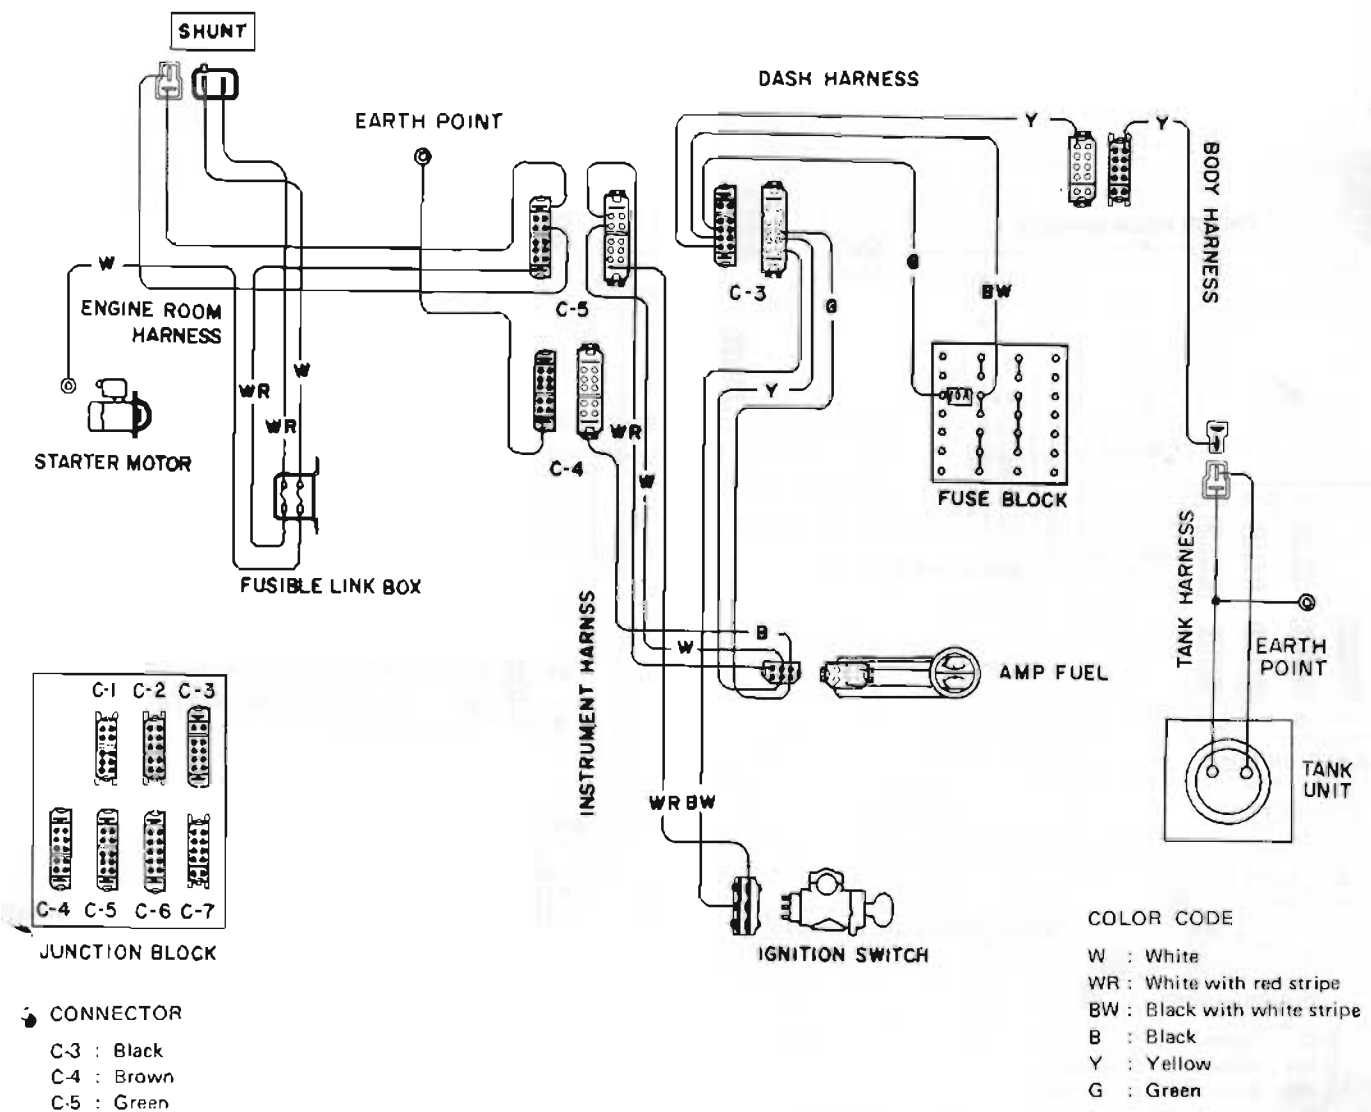 SHUNT
DASH HARNESS
EARTH POINT
Y
Y
BODY HARNESS
W
ENGINE ROOM
HARNESS
C-5
C-3
G
G
BW
W
WR
WR
Y
STARTER MOTOR
C-4
WR
W
10A
FUSE BLOCK
FUSIBLE LINK BOX
INSTRUMENT HARNSS
TANK HARNESS
B
W
AMP FUEL
EARTH
POINT
C-1 C-2 C-3
WR BW
TANK
UNIT
C-4 C-5 C-6 C-7
JUNCTION BLOCK
IGNITION SWITCH
CONNECTOR
C-3 : Black
C-4 : Brown
C-5 : Green
COLOR CODE
W : White
WR : White with red stripe
BW : Black with white stripe
B : Black
Y : Yellow
G : Green